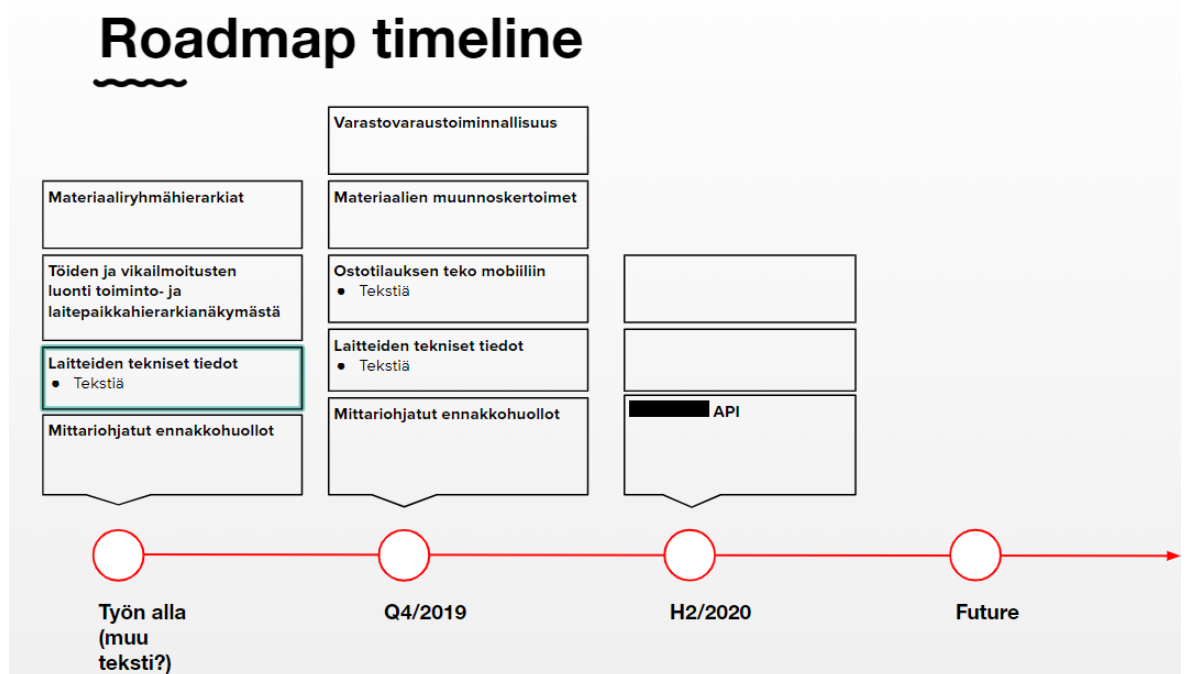 Roadmap timeline
Materiaaliryhmähierarkiat
Töiden ja vikailmoitusten
luonti toiminto- ja
laitepaikkahierarkianäkymästä
Laitteiden tekniset tiedot
● Tekstiä
Mittariohjatut ennakkohuollot
Varastovaraustoiminnallisuus
Materiaalien muunnoskertoimet
Ostotilauksen teko mobiiliin
● Tekstiä
Laitteiden tekniset tiedot
● Tekstiä
Mittariohjatut ennakkohuollot
API
Työn alla
(muu
teksti?)
Q4/2019
H2/2020
Future